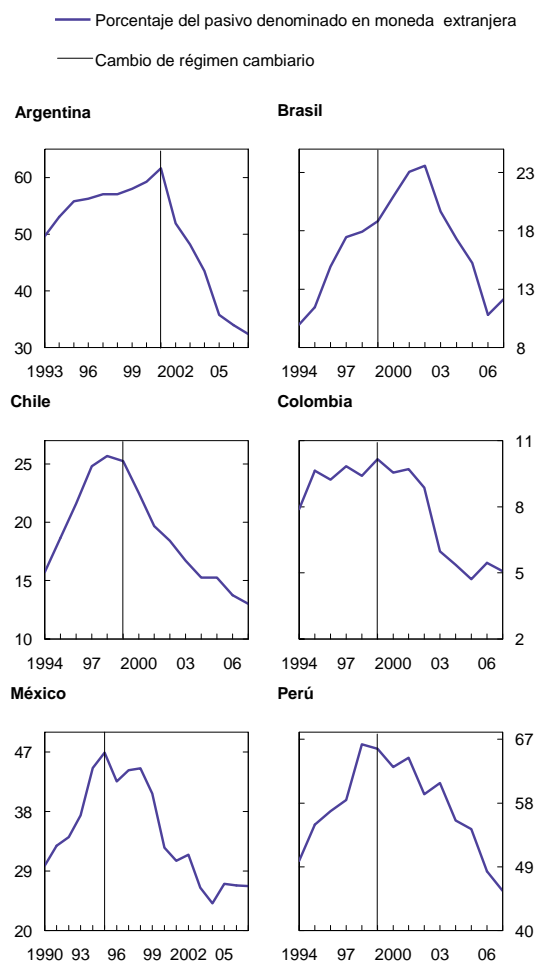 Porcentaje del pasivo denominado en moneda extranjera
Cambio de régimen cambiario
Argentina
60
50
40
30
1993 96 99 2002 05
Brasil
23
18
13
8
1994 97 2000 03 06
Chile
25
20
15
10
1994 97 2000 03 06
Colombia
11
8
5
2
1994 97 2000 03 06
México
47
38
29
20
1990 93 96 99 2002 05
Perú
67
58
49
40
1994 97 2000 03 06